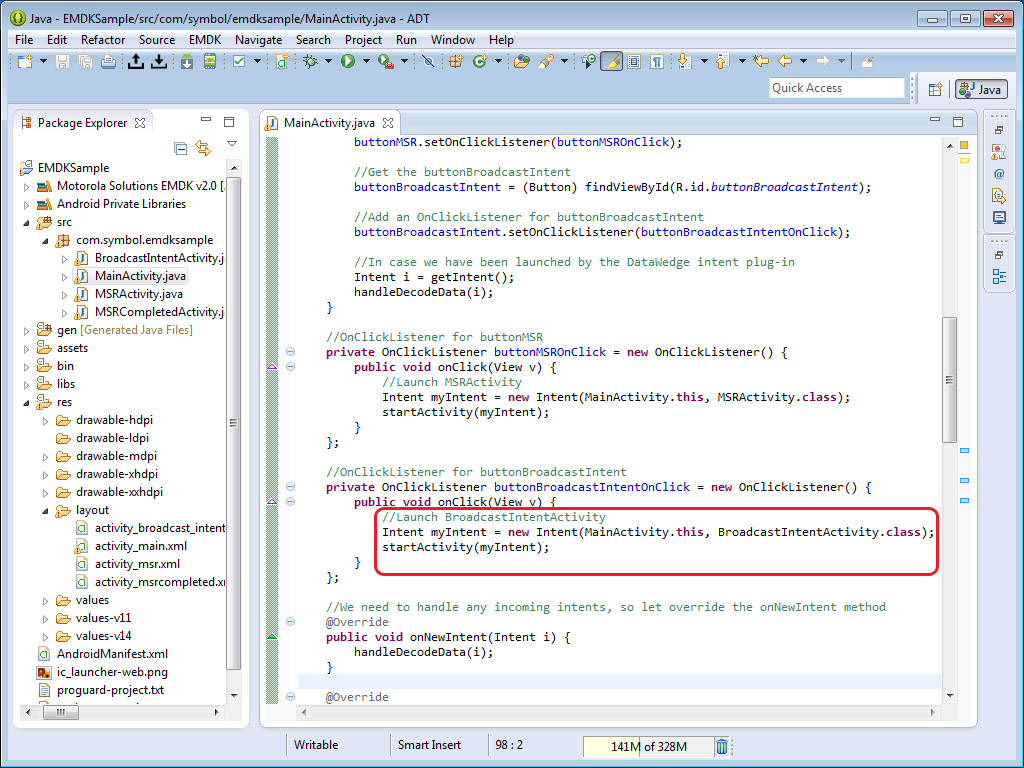 Java - EMDKSample/src/com/symbol/emdksample/MainActivity.java - ADT
File Edit Refactor Source EMDK Navigate Search Project Run Window Help
Quick Access
Java
Package Explorer
EMDKSample
Motorola Solutions EMDK v2.0 [
Android Private Libraries
src
com.symbol.emdksample
BroadcastIntentActivity.j
MainActivity.java
MSRActivity.java
MSRCompletedActivity.j
gen [Generated Java Files]
assets
bin
libs
res
drawable-hdpi
drawable-ldpi
drawable-mdpi
drawable-xhdpi
drawable-xxhdpi
layout
activity_broadcast_intent
activity_main.xml
activity_msr.xml
activity_msrcompleted.x
values
values-v11
values-v14
AndroidManifest.xml
ic_launcher-web.png
proguard-project.txt
MainActivity.java
buttonMSR.setOnClickListener(buttonMSROnClick);
//Get the buttonBroadcastIntent
buttonBroadcastIntent = (Button) findViewById(R.id.buttonBroadcastIntent);
//Add an OnClickListener for buttonBroadcastIntent
buttonBroadcastIntent.setOnClickListener(buttonBroadcastIntentOnClick);
//In case we have been launched by the DataWedge intent plug-in
Intent i = getIntent();
handleDecodeData(i);
}
//OnClickListener for buttonMSR
private OnClickListener buttonMSROnClick = new OnClickListener() {
public void onClick(View v) {
//Launch MSRActivity
Intent myIntent = new Intent(MainActivity.this, MSRActivity.class);
startActivity(myIntent);
}
};
//OnClickListener for buttonBroadcastIntent
private OnClickListener buttonBroadcastIntentOnClick = new OnClickListener() {
public void onClick(View v) {
//Launch BroadcastIntentActivity
Intent myIntent = new Intent(MainActivity.this, BroadcastIntentActivity.class);
startActivity(myIntent);
}
};
//We need to handle any incoming intents, so let override the onNewIntent method
@Override
public void onNewIntent(Intent i) {
handleDecodeData(i);
}
@Override
Writable Smart Insert 98 : 2 141M of 328M